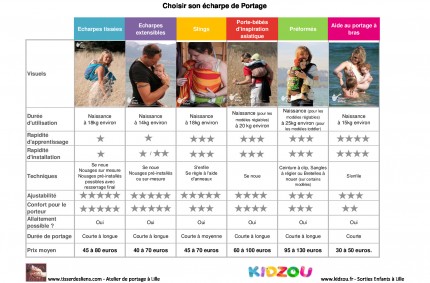 Choisir son écharpe de Portage
Echarpes tissées
Echarpes
extensibles
Slings
Porte-bébés
d'inspiration
asiatique
Préformés
Aide au portage à
bras
Visuels
Durée
d'utilisation
Naissance
à 18kg environ
Naissance
à 14kg environ
Naissance
à 18kg environ
Naissance (pour les
modèles réglables)
à 20 kg environ
Naissance (pour les
modèles réglables)
à 25kg environ (pour
les modèles toddler)
Naissance
à 15kg environ
Rapidité
d'apprentissage
Rapidité
d'installation
/
Techniques
Se noue
Nouages sur mesure
Nouages pré-installés
possibles avec
resserrage final
Se noue
Nouages pré-installés
ou sur-mesure
S'enfile
Se règle à l'aide
d'anneaux
Se noue
Ceinture à clip, Sangles
à régler ou Bretelles à
nouer (sur certains
modèles)
S'enfile
Ajustabilité
Confort pour le
porteur
Allaitement
possible ?
Oui
Oui
Oui
Oui
Oui
Oui
Durée de portage
Courte à longue
Courte à longue
Courte à moyenne
Courte à longue
Courte à longue
Courte
Prix moyen
45 à 80 euros
40 à 70 euros
45 à 70 euros
60 à 100 euros
95 à 130 euros
30 à 50 euros.
www.tisserdesliens.com - Atelier de portage à Lille
KIDZOU
www.kidzou.fr - Sorties Enfants à Lille